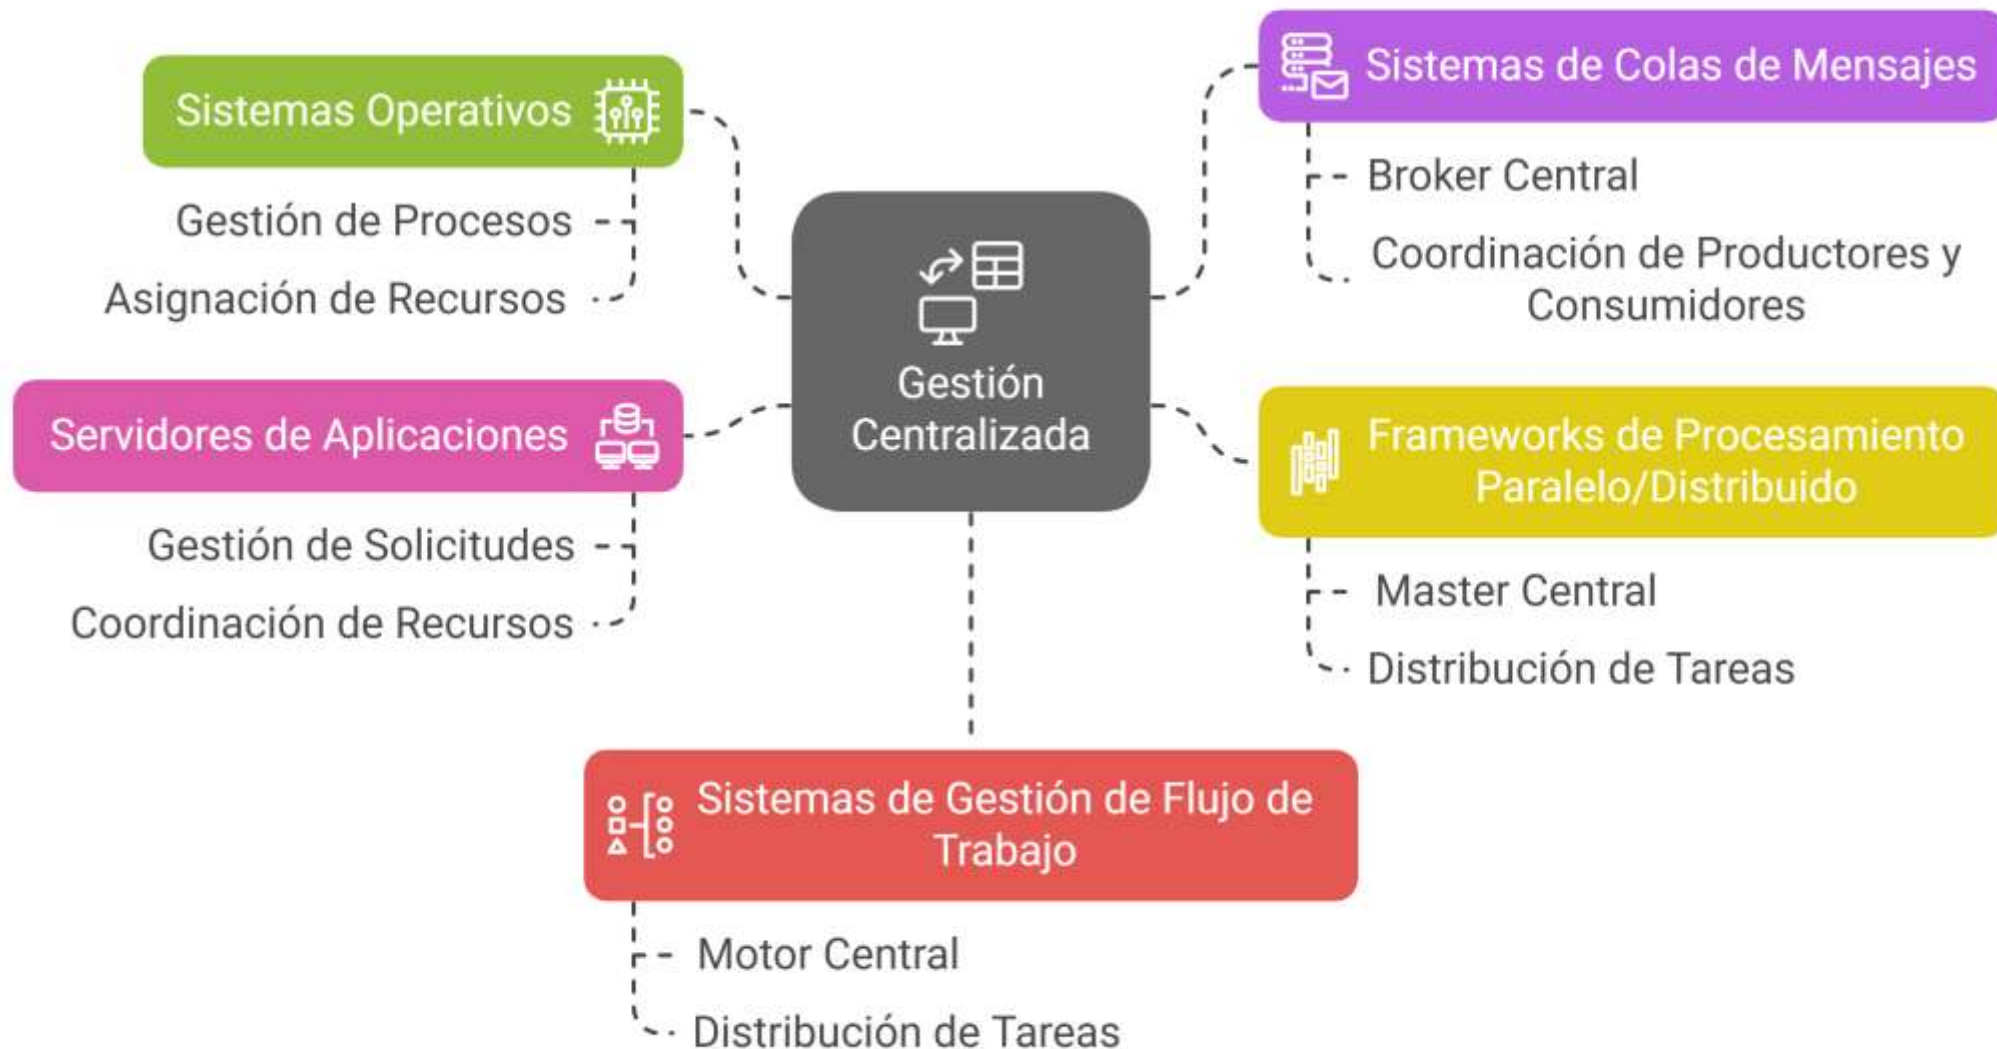 Sistemas Operativos
Gestión de Procesos
Asignación de Recursos
Servidores de Aplicaciones
Gestión de Solicitudes
Coordinación de Recursos
Gestión
Centralizada
Sistemas de Colas de Mensajes
Broker Central
Coordinación de Productores y
Consumidores
Frameworks de Procesamiento
Paralelo/Distribuido
Master Central
Distribución de Tareas
Sistemas de Gestión de Flujo de
Trabajo
Motor Central
Distribución de Tareas